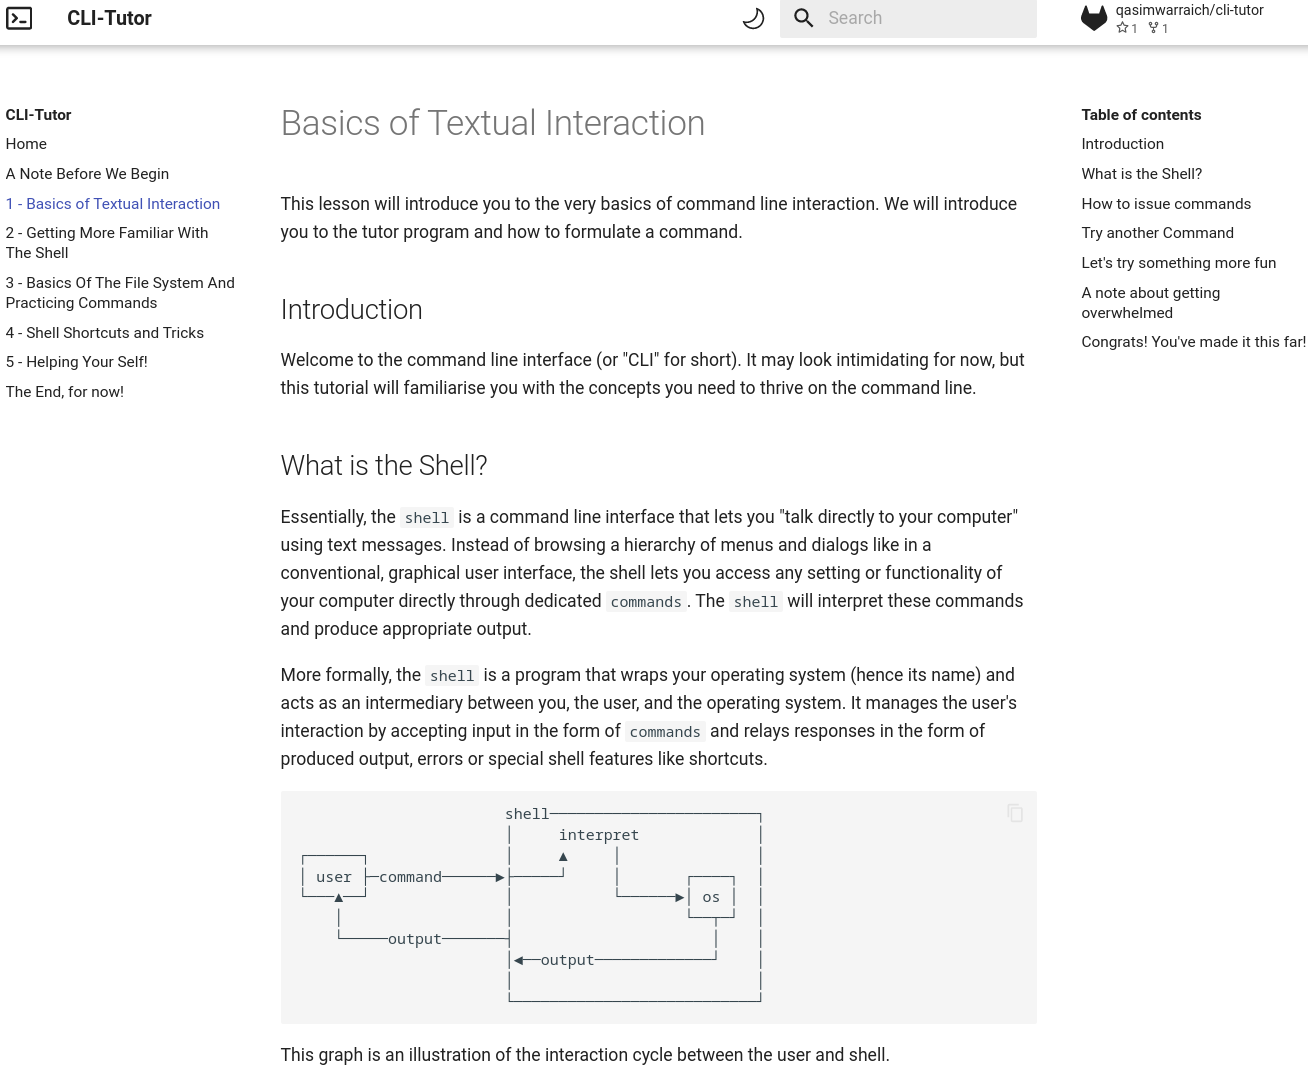 CLI-Tutor
Search
qasimwarraich/cli-tutor
1 1
CLI-Tutor
Home
A Note Before We Begin
1 - Basics of Textual Interaction
2 - Getting More Familiar With
The Shell
3 - Basics Of The File System And
Practicing Commands
4 - Shell Shortcuts and Tricks
5 - Helping Your Self!
The End, for now!
Basics of Textual Interaction
This lesson will introduce you to the very basics of command line interaction. We will introduce
you to the tutor program and how to formulate a command.
Introduction
Welcome to the command line interface (or "CLI" for short). It may look intimidating for now, but
this tutorial will familiarise you with the concepts you need to thrive on the command line.
What is the Shell?
Essentially, the shell is a command line interface that lets you "talk directly to your computer"
using text messages. Instead of browsing a hierarchy of menus and dialogs like in a
conventional, graphical user interface, the shell lets you access any setting or functionality of
your computer directly through dedicated commands. The shell will interpret these commands
and produce appropriate output.
More formally, the shell is a program that wraps your operating system (hence its name) and
acts as an intermediary between you, the user, and the operating system. It manages the user's
interaction by accepting input in the form of commands and relays responses in the form of
produced output, errors or special shell features like shortcuts.
shell
interpret
user command
os
output
output
This graph is an illustration of the interaction cycle between the user and shell.
Table of contents
Introduction
What is the Shell?
How to issue commands
Try another Command
Let's try something more fun
A note about getting
overwhelmed
Congrats! You've made it this far!